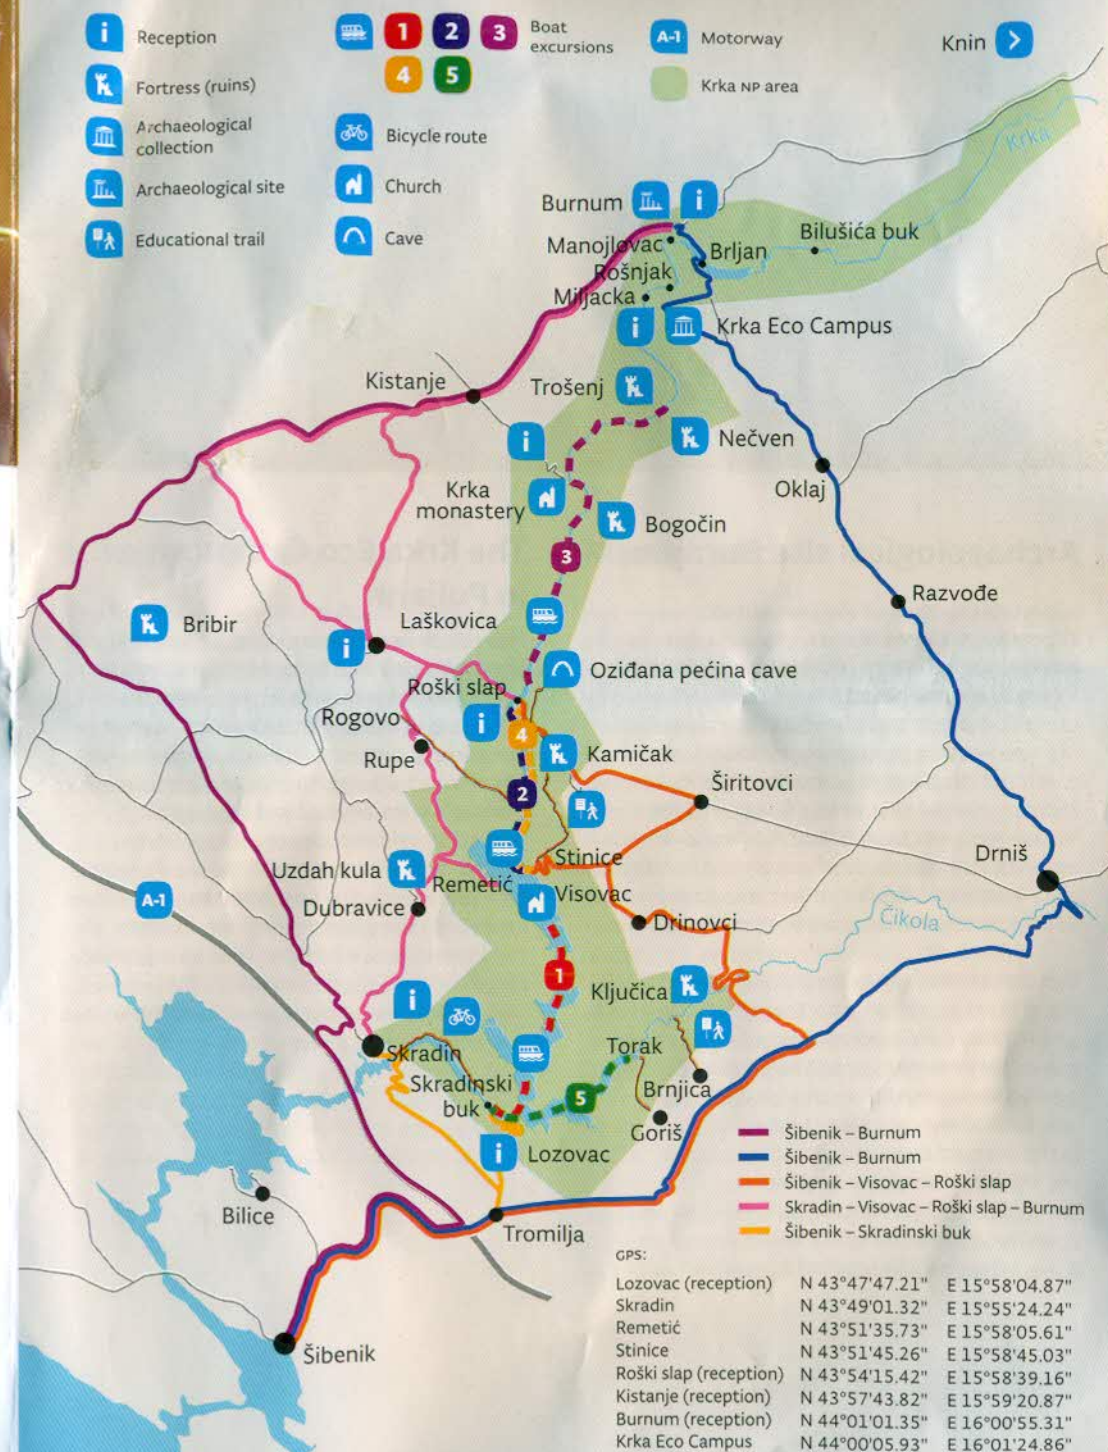 Reception
Fortress (ruins)
Archaeological
collection
Archaeological site
Educational trail
1
2
3
4
5
Boat
excursions
Bicycle route
Church
Cave
A-1
Motorway
Krka NP area
Knin
Krka
Burnum
Manojlovac
Brljan
Bilušića buk
Rošnjak
Miljacka
Krka Eco Campus
Kistanje
Trošenj
Nečven
Oklaj
Krka
monastery
Bogočin
3
Razvođe
Bribir
Laškovica
Oziđana pećina cave
Roški slap
Rogovo
4
Rupe
Kamičak
2
Širitovci
Stinice
Drniš
Uzdah kula
Remetić
Visovac
A-1
Dubravice
Drinovci
Čikola
1
Ključica
Skradin
Torak
Skradinski
buk
Brnjica
5
Goriš
Lozovac
Bilice
Tromilja
Šibenik
Šibenik – Burnum
Šibenik – Burnum
Šibenik – Visovac – Roški slap
Skradin – Visovac – Roški slap – Burnum
Šibenik – Skradinski buk
GPS:
Lozovac (reception) N 43°47'47.21" E 15°58'04.87"
Skradin N 43°49'01.32" E 15°55'24.24"
Remetić N 43°51'35.73" E 15°58'05.61"
Stinice N 43°51'45.26" E 15°58'45.03"
Roški slap (reception) N 43°54'15.42" E 15°58'39.16"
Kistanje (reception) N 43°57'43.82" E 15°59'20.87"
Burnum (reception) N 44°01'01.35" E 16°00'55.31"
Krka Eco Campus N 44°00'05.93" E 16°01'24.86"